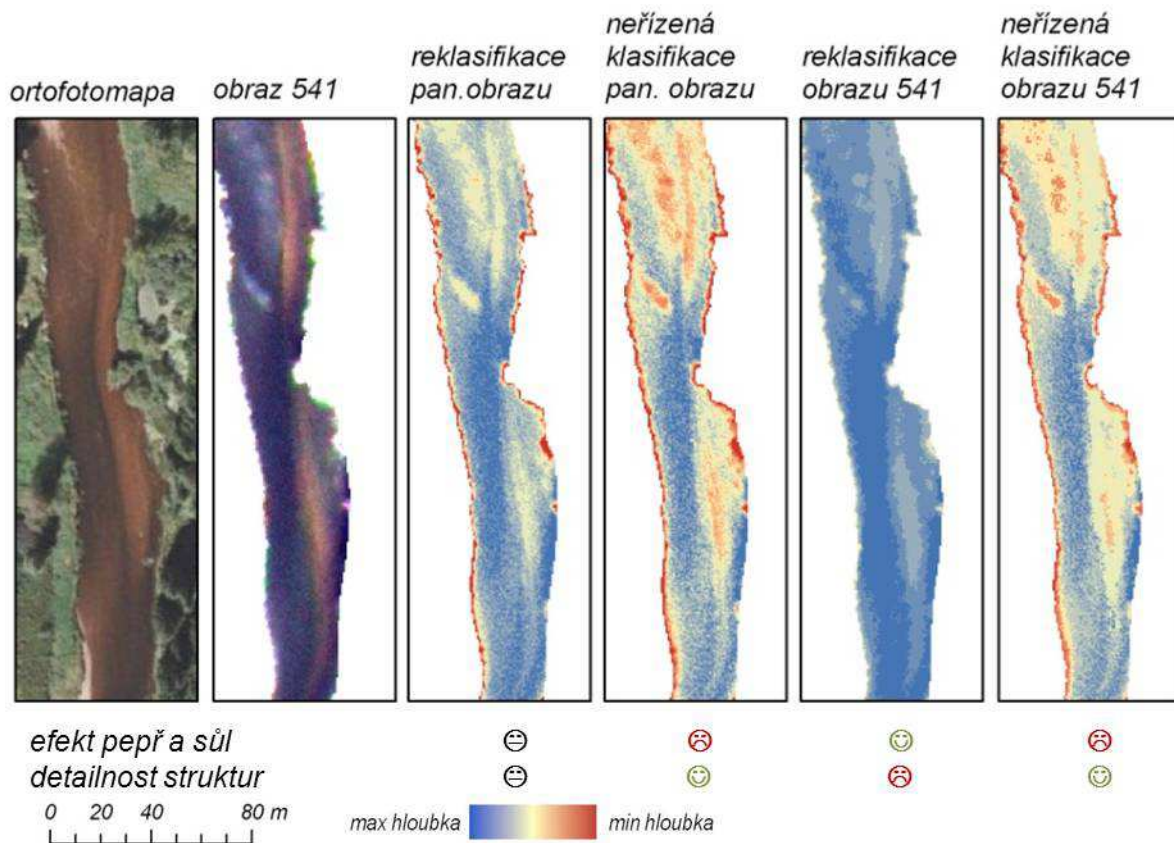 ortofotomapa
obraz 541
reklasifikace
pan.obrazu
neřízená
klasifikace
pan. obrazu
reklasifikace
obrazu 541
neřízená
klasifikace
obrazu 541
efekt pepř a sůl
detailnost struktur
0 20 40 80 m
max hloubka
min hloubka